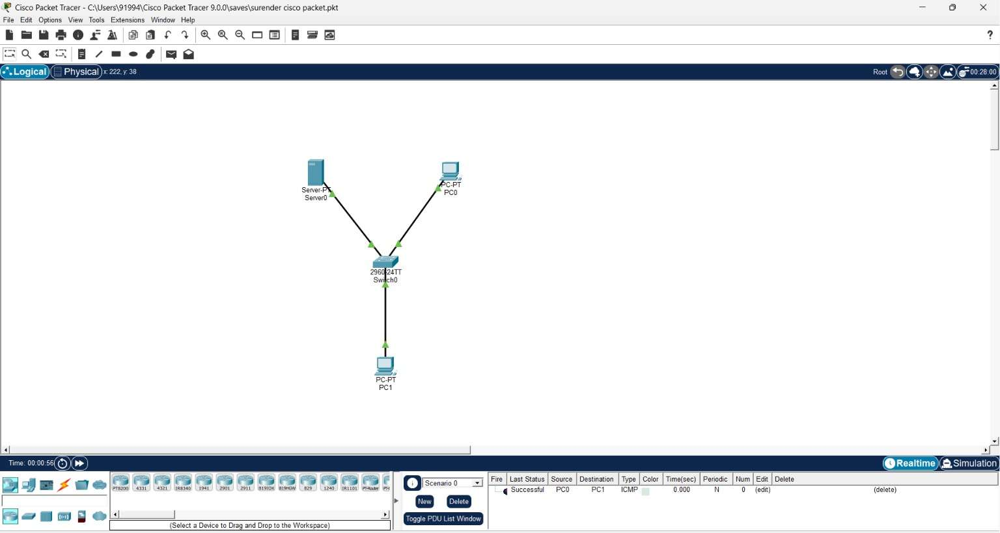 Cisco Packet Tracer - C:\Users\91994\Cisco Packet Tracer 9.0.0\saves\surender cisco packet.pkt
File Edit Options View Tools Extensions Window Help
?
Logical Physical x: 222, y: 38 Root 00:28:00
Server-PT
Server0
PC-PT
PC0
2960-24TT
Switch0
PC-PT
PC1
Time: 00:00:56 Realtime Simulation
PT8200 4331 4321 IR8340 1941 2901 2911 819IOX 819HGW 829 1240 IR1101 PT-Router PT-
(Select a Device to Drag and Drop to the Workspace)
Scenario 0
New Delete
Toggle PDU List Window
Fire Last Status Source Destination Type Color Time(sec) Periodic Num Edit Delete
Successful PC0 PC1 ICMP 0.000 N 0 (edit) (delete)